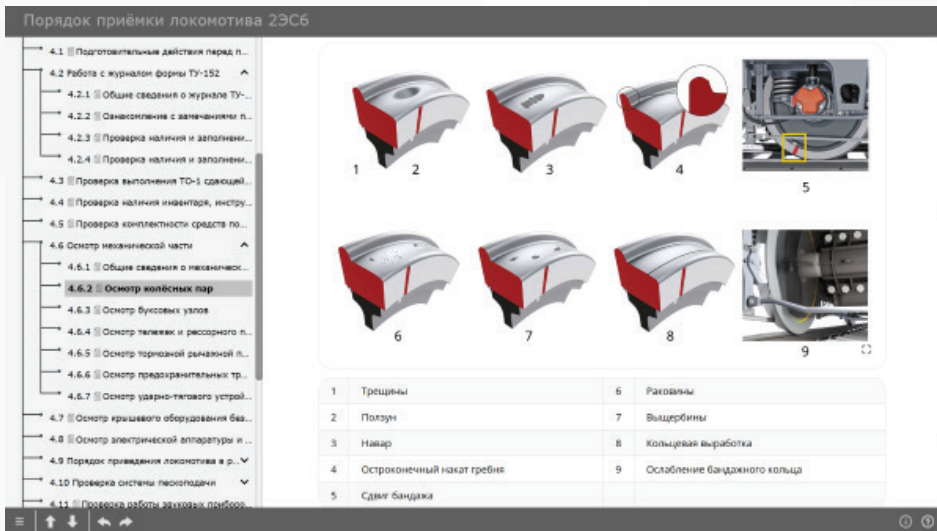 Порядок приёмки локомотива 2ЭС6
4.1 Подготовительные действия перед п...
4.2 Работа с журналом формы ТУ-152
4.2.1 Общие сведения о журнале ТУ-...
4.2.2 Ознакомление с замечаниями п...
4.2.3 Проверка наличия и заполнени...
4.2.4 Проверка наличия и заполнени...
4.3 Проверка выполнения ТО-1 сдающей...
4.4 Проверка наличия инвентаря, инстру...
4.5 Проверка комплектности средств по...
4.6 Осмотр механической части
4.6.1 Общие сведения о механическ...
4.6.2 Осмотр колёсных пар
4.6.3 Осмотр буксовых узлов
4.6.4 Осмотр тележек и рессорного п...
4.6.5 Осмотр тормозной рычажной п...
4.6.6 Осмотр предохранительных тр...
4.6.7 Осмотр ударно-тягового устрой...
4.7 Осмотр крышевого оборудования без...
4.8 Осмотр электрической аппаратуры и ...
4.9 Порядок приведения локомотива в р...
4.10 Проверка системы пескоподачи
4.11 Проверка работы звуковых приборо...
1 2 3 4 5
6 7 8 9
1 Трещины 6 Раковины
2 Ползун 7 Выщербины
3 Навар 8 Кольцевая выработка
4 Остроконечный накат гребня 9 Ослабление бандажного кольца
5 Сдвиг бандажа